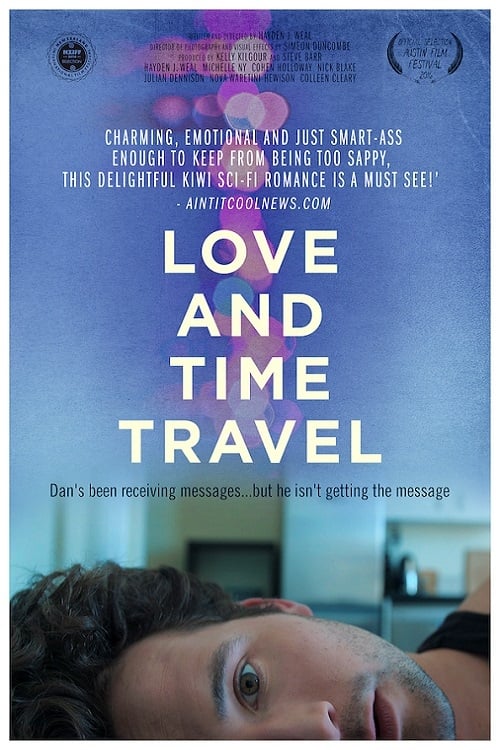 WRITTEN AND DIRECTED BY HAYDEN J. WEAL
DIRECTOR OF PHOTOGRAPHY AND VISUAL EFFECTS BY SIMEON DUNCOMBE
PRODUCED BY KELLY KILGOUR AND STEVE BARR
HAYDEN J. WEAL MICHELLE NY COHEN HOLLOWAY NICK BLAKE
JULIAN DENNISON NOVA WARETINI-HEWISON COLLEEN CLEARY
NZIFF
OFFICIAL SELECTION
AUSTIN FILM
FESTIVAL
2016
CHARMING, EMOTIONAL AND JUST SMART-ASS
ENOUGH TO KEEP FROM BEING TOO SAPPY,
THIS DELIGHTFUL KIWI SCI-FI ROMANCE IS A MUST SEE!'
- AINTITCOOLNEWS.COM
LOVE
AND
TIME
TRAVEL
Dan's been receiving messages...but he isn't getting the message